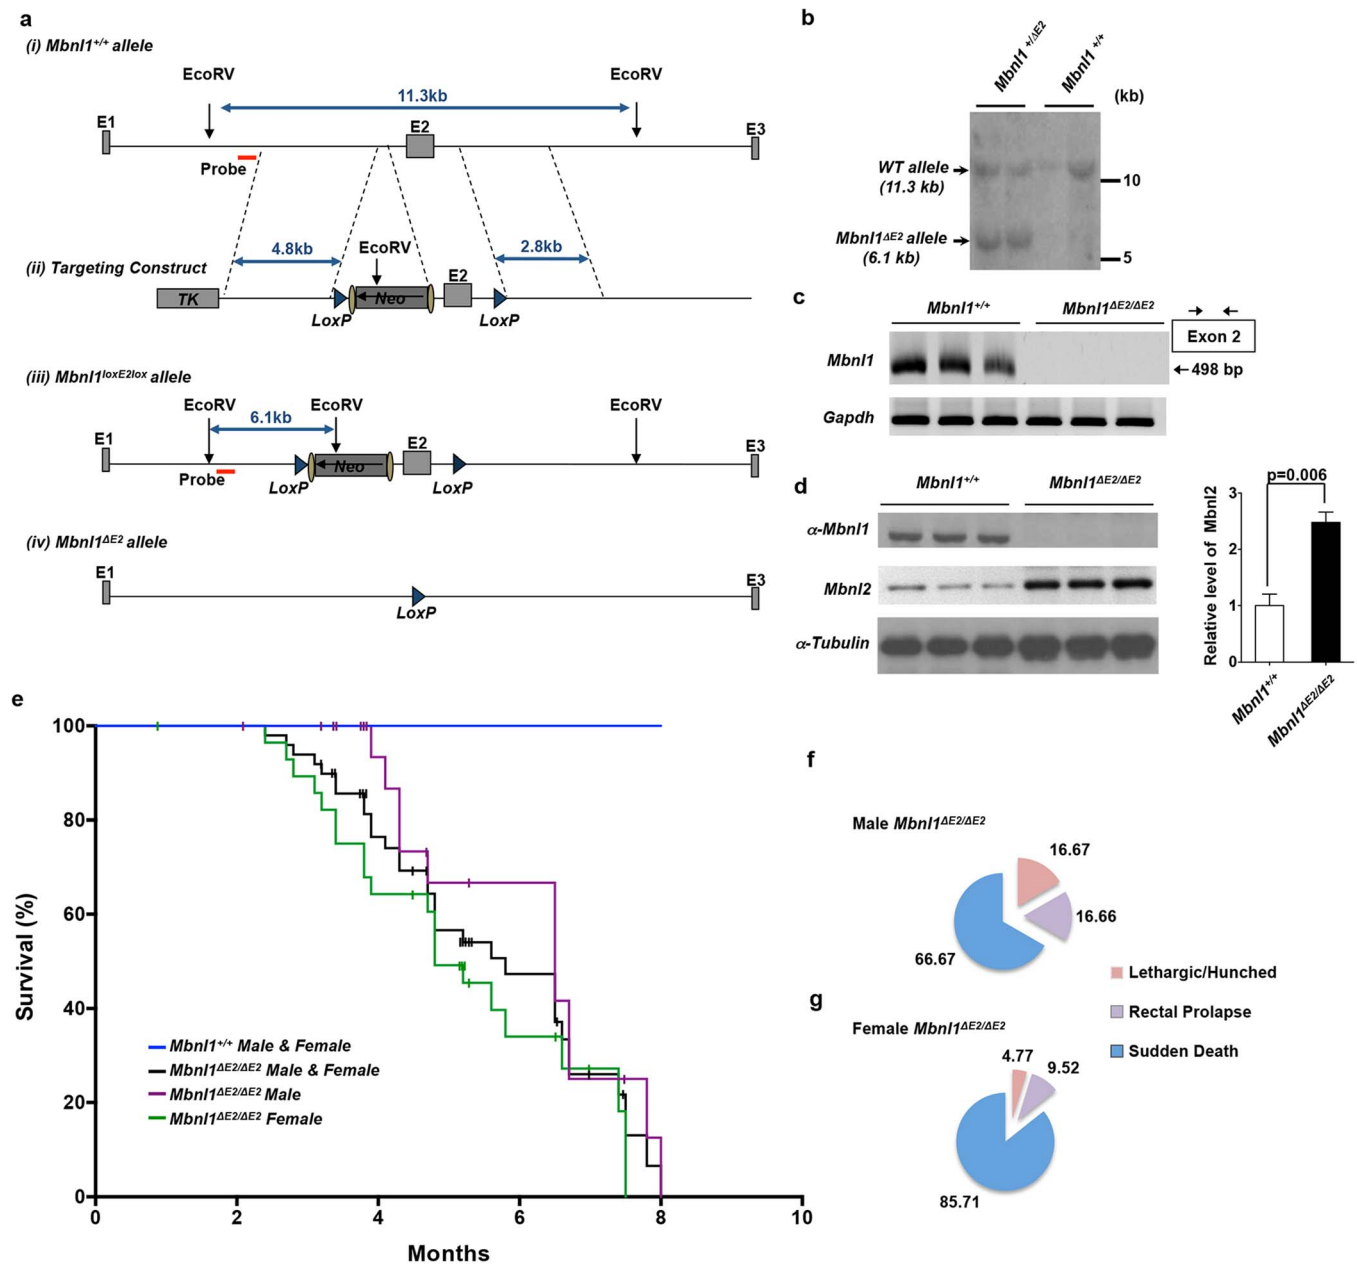 a
(i) Mbnl1+/+ allele
EcoRV
EcoRV
11.3kb
E1
E2
E3
Probe
4.8kb
EcoRV
2.8kb
(ii) Targeting Construct
E2
TK
Neo
LoxP
LoxP
(iii) Mbnl1loxE2lox allele
EcoRV
EcoRV
EcoRV
6.1kb
E1
E2
E3
Neo
Probe
LoxP
LoxP
(iv) Mbnl1ΔE2 allele
E1
E3
LoxP
b
Mbnl1 +/ΔE2
Mbnl1 +/+
(kb)
WT allele
(11.3 kb)
10
Mbnl1ΔE2 allele
(6.1 kb)
5
c
Mbnl1+/+
Mbnl1ΔE2/ΔE2
Exon 2
Mbnl1
498 bp
Gapdh
d
Mbnl1+/+
Mbnl1ΔE2/ΔE2
α-Mbnl1
Mbnl2
α-Tubulin
p=0.006
Relative level of Mbnl2
3
2
1
0
Mbnl1+/+
Mbnl1ΔE2/ΔE2
e
100
80
60
40
20
0
Survival (%)
Mbnl1+/+ Male & Female
Mbnl1ΔE2/ΔE2 Male & Female
Mbnl1ΔE2/ΔE2 Male
Mbnl1ΔE2/ΔE2 Female
0 2 4 6 8 10
Months
f
Male Mbnl1ΔE2/ΔE2
16.67
16.66
66.67
Lethargic/Hunched
Rectal Prolapse
Sudden Death
g
Female Mbnl1ΔE2/ΔE2
4.77
9.52
85.71